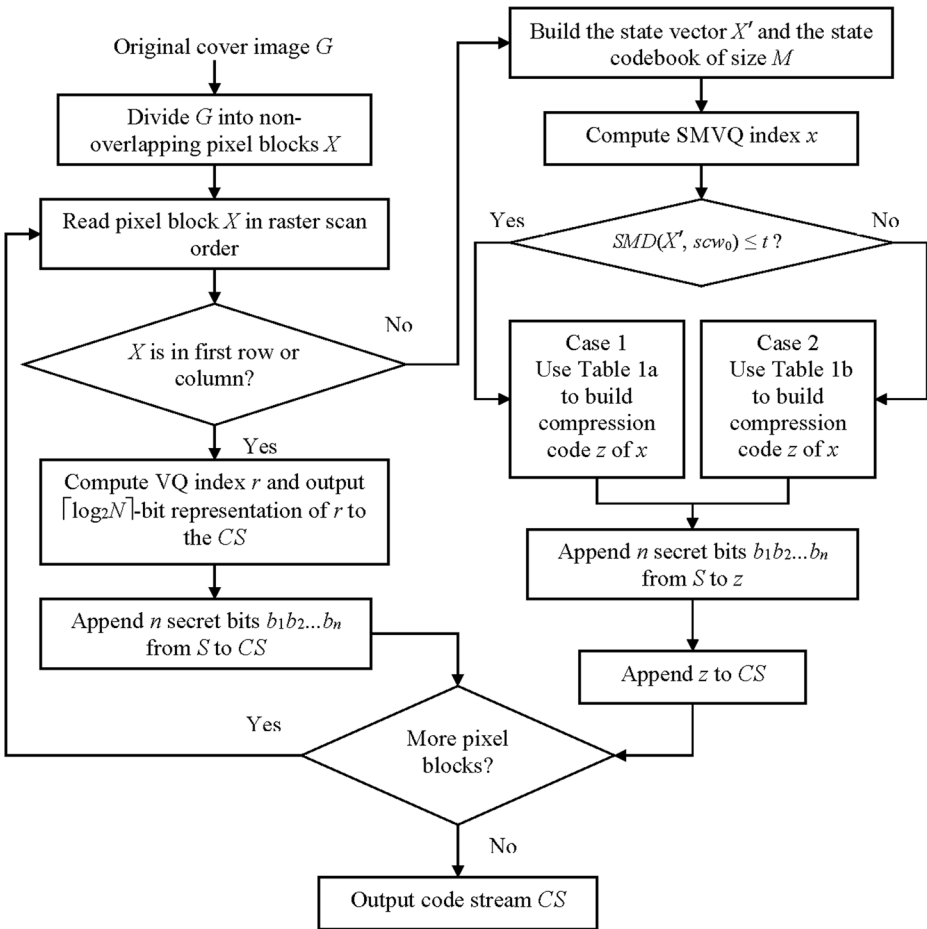 Original cover image G
Divide G into non-
overlapping pixel blocks X
Read pixel block X in raster scan
order
X is in first row or
column?
No
Yes
Compute VQ index r and output
⌈log₂N⌉-bit representation of r to
the CS
Append n secret bits b₁b₂...bₙ
from S to CS
Build the state vector X′ and the state
codebook of size M
Compute SMVQ index x
Yes
No
SMD(X′, scw₀) ≤ t ?
Case 1
Use Table 1a
to build
compression
code z of x
Case 2
Use Table 1b
to build
compression
code z of x
Append n secret bits b₁b₂...bₙ
from S to z
Append z to CS
Yes
More pixel
blocks?
No
Output code stream CS